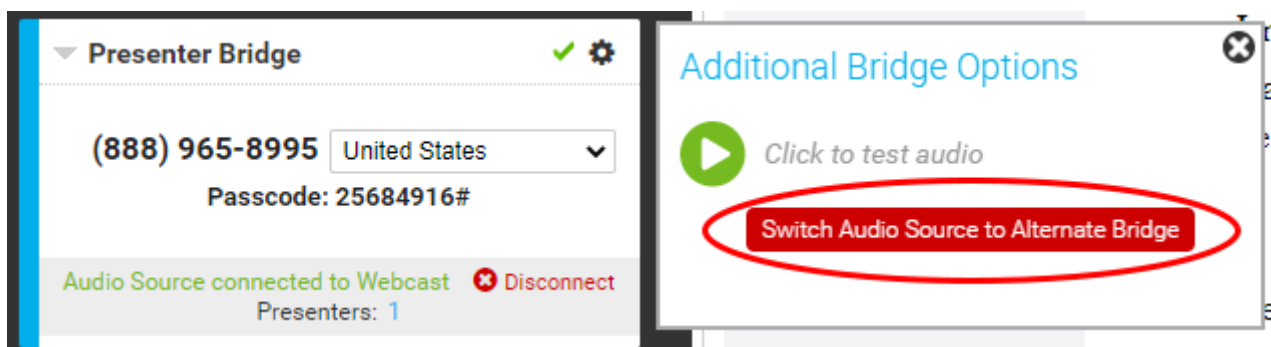 Presenter Bridge
(888) 965-8995 United States
Passcode: 25684916#
Audio Source connected to Webcast Disconnect
Presenters: 1
Additional Bridge Options
Click to test audio
Switch Audio Source to Alternate Bridge